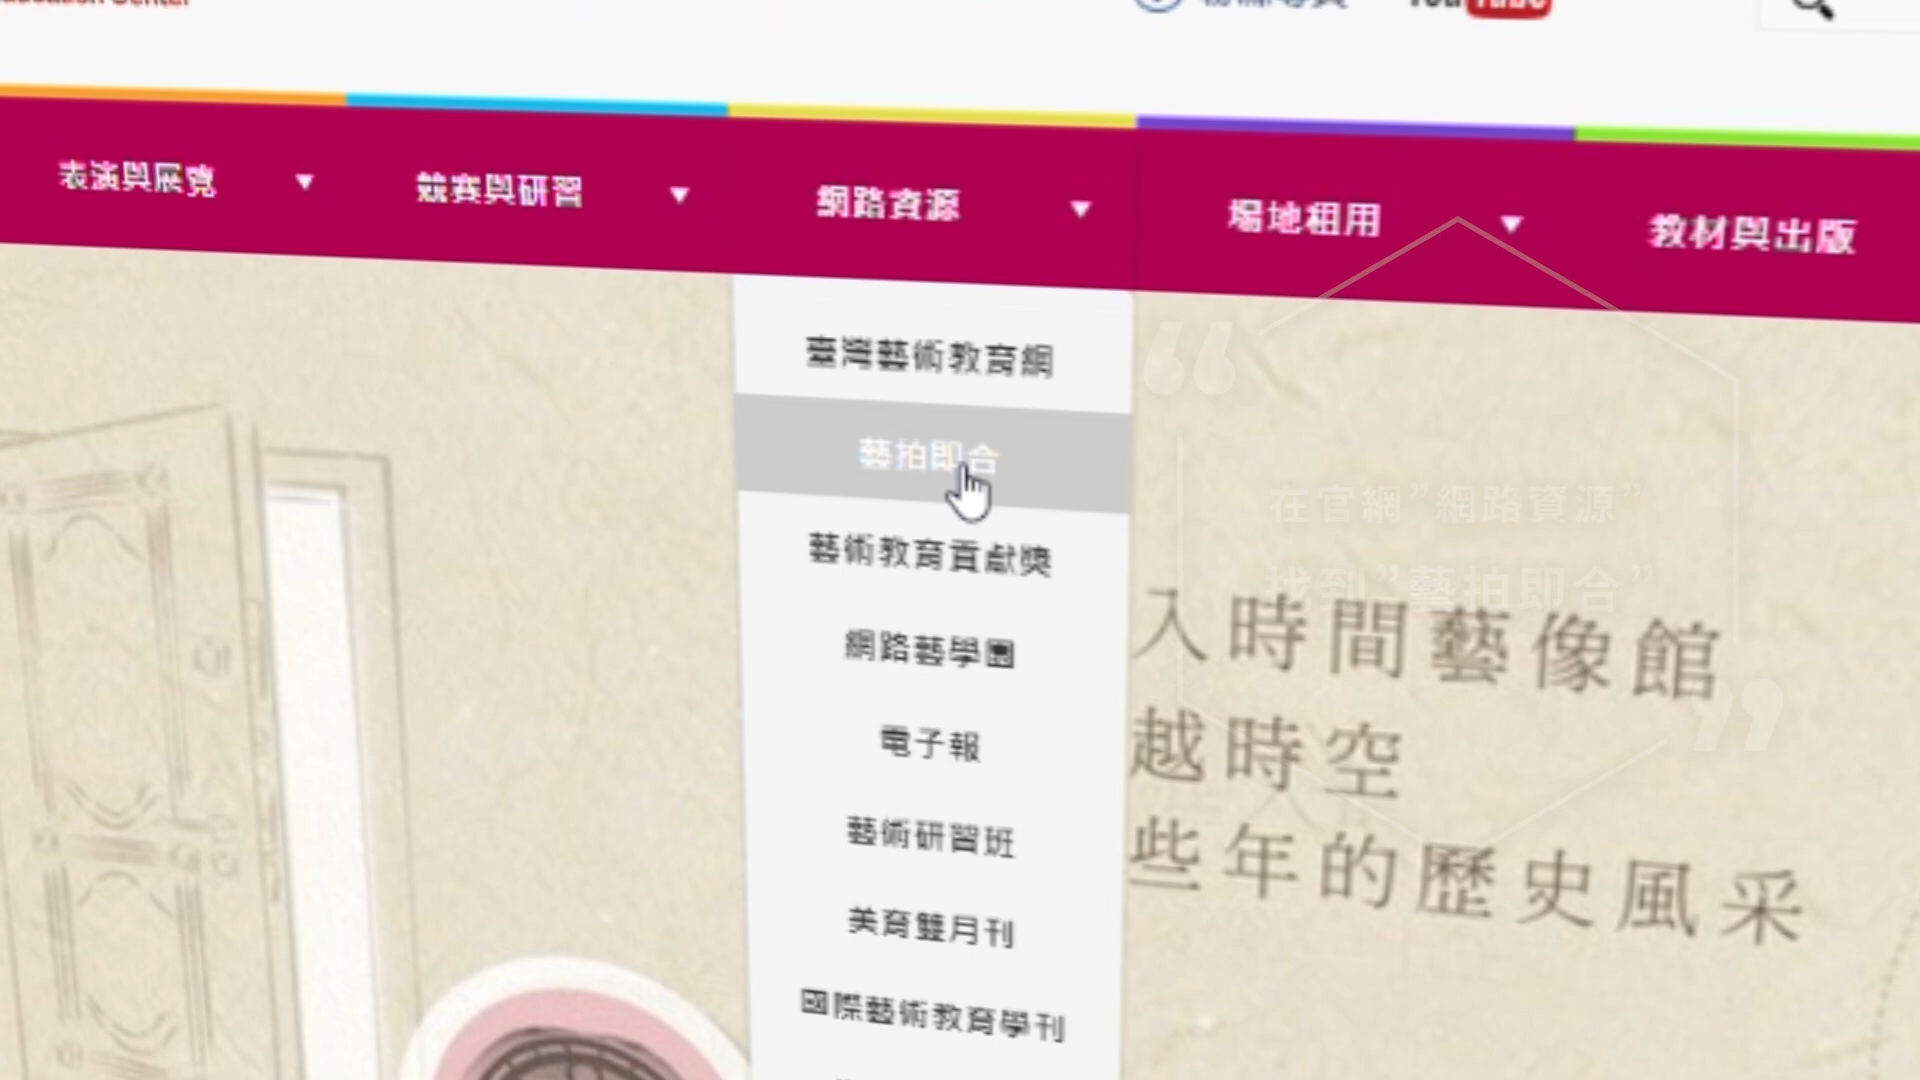 YouTube
表演與展覽
競賽與研習
網路資源
場地租用
教材與出版
臺灣藝術教育網
藝拍即合
藝術教育貢獻獎
網路藝學園
電子報
藝術研習班
美育雙月刊
國際藝術教育學刊
“
在官網”網路資源”
找到”藝拍即合”
”
入時間藝像館
越時空
些年的歷史風采